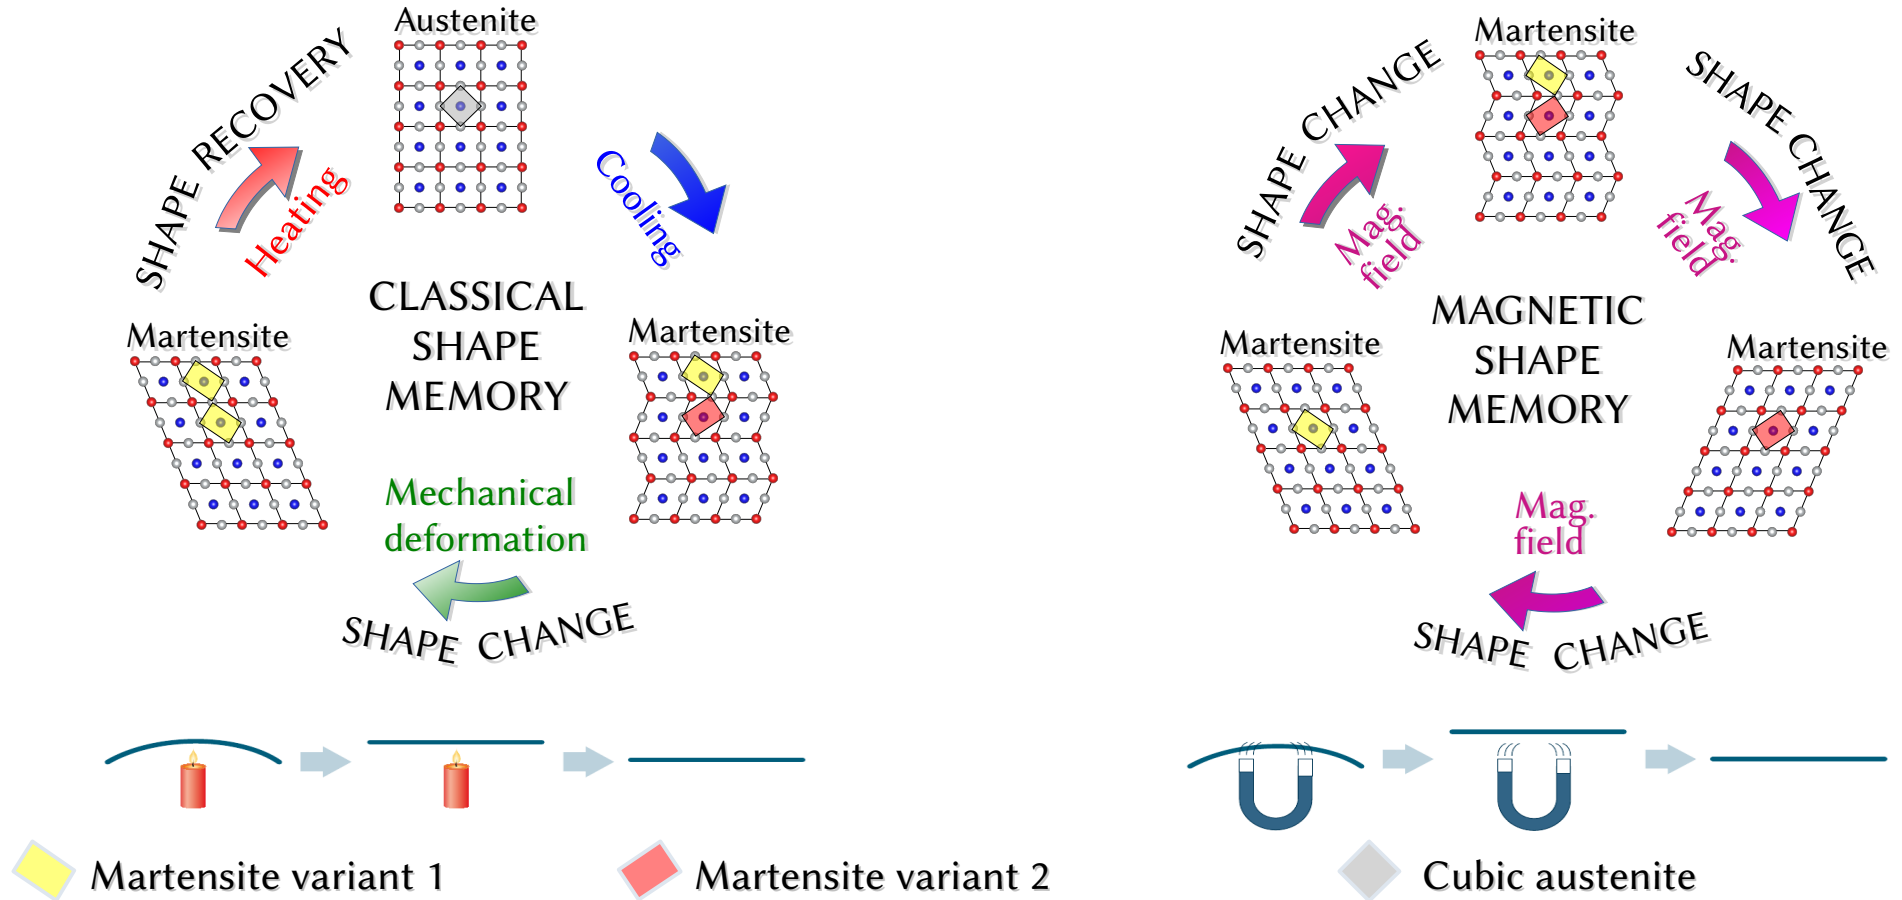 Austenite
SHAPE RECOVERY
Heating
Cooling
CLASSICAL
SHAPE
MEMORY
Martensite
Martensite
Mechanical
deformation
SHAPE CHANGE
Martensite
SHAPE CHANGE
SHAPE CHANGE
Mag.
field
Mag.
field
MAGNETIC
SHAPE
MEMORY
Martensite
Martensite
Mag.
field
SHAPE CHANGE
Martensite variant 1
Martensite variant 2
Cubic austenite